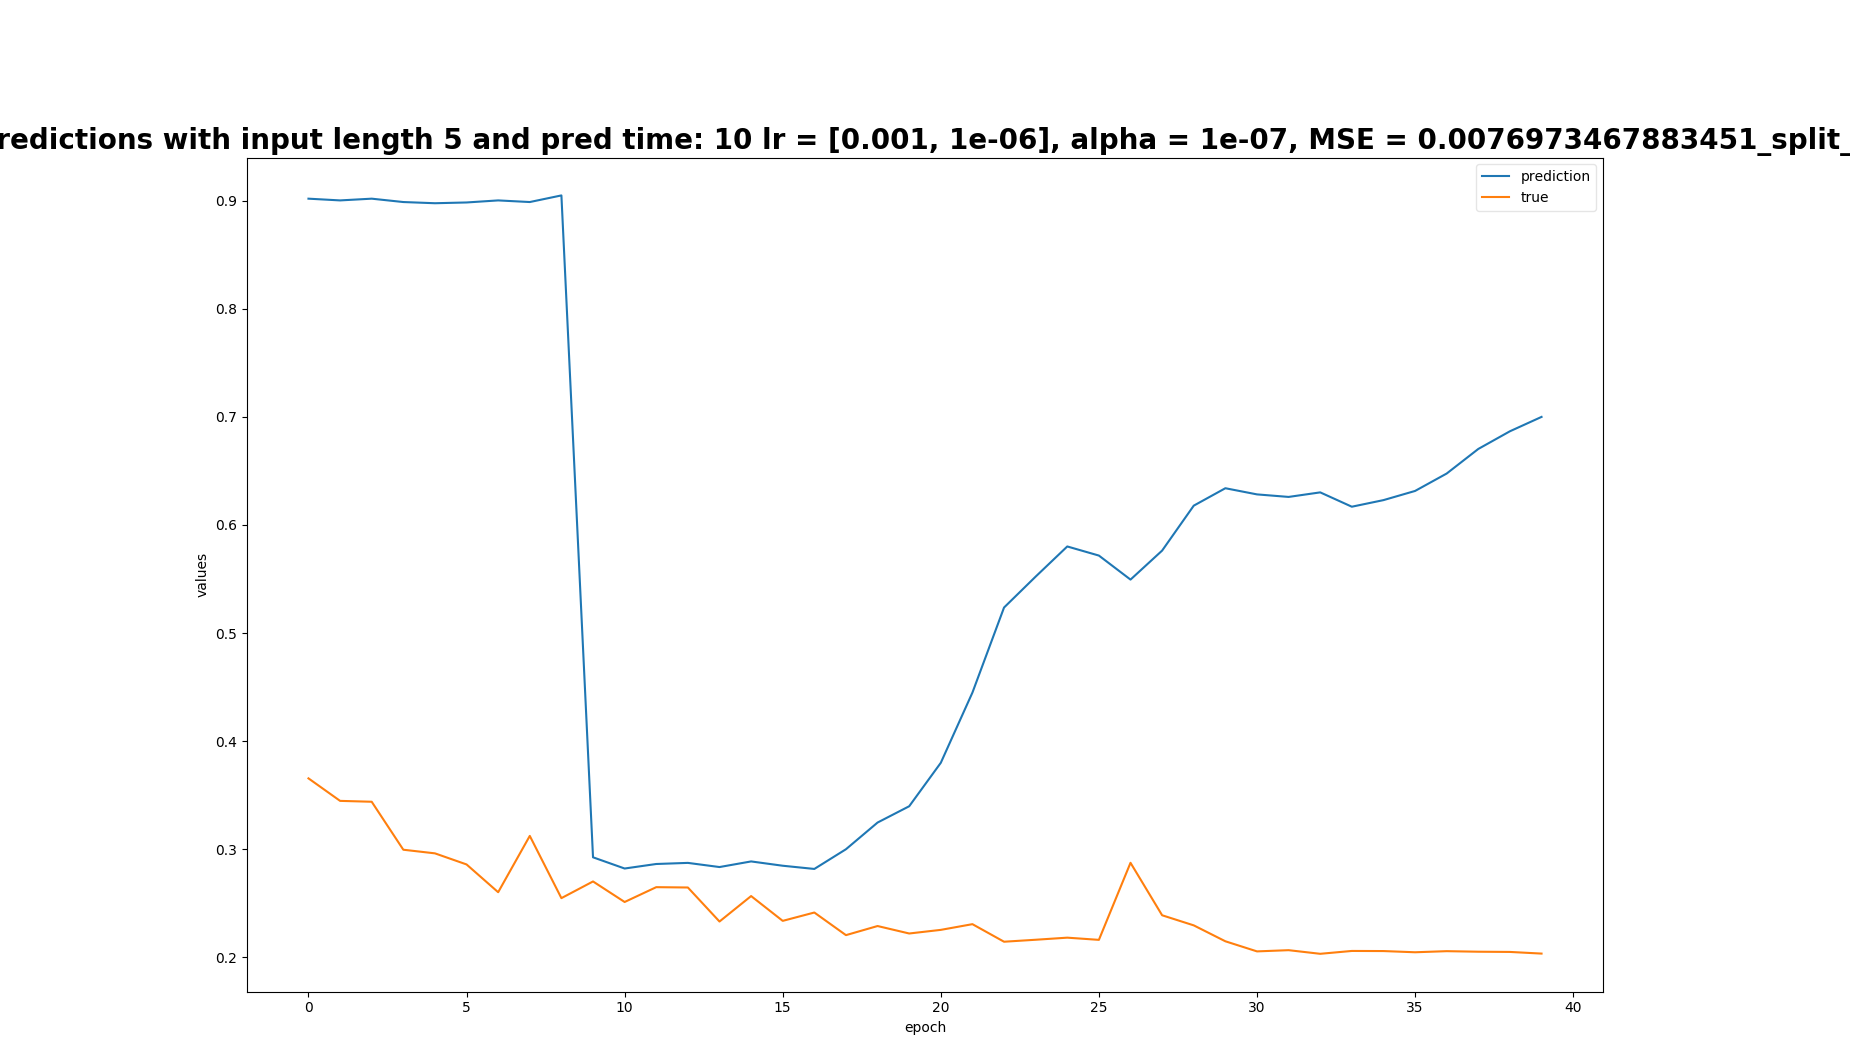 redictions with input length 5 and pred time: 10 lr = [0.001, 1e-06], alpha = 1e-07, MSE = 0.0076973467883451_split_
prediction
true
0.9
0.8
0.7
0.6
0.5
0.4
0.3
0.2
values
0 5 10 15 20 25 30 35 40
epoch